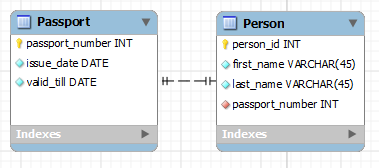 Passport
passport_number INT
issue_date DATE
valid_till DATE
Indexes
Person
person_id INT
first_name VARCHAR(45)
last_name VARCHAR(45)
passport_number INT
Indexes